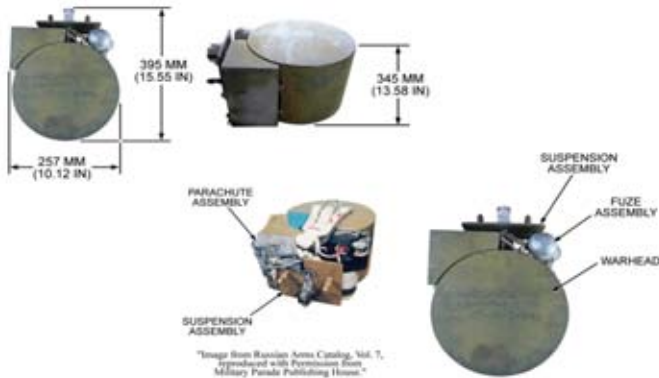 395 MM
(15.55 IN)
345 MM
(13.58 IN)
257 MM
(10.12 IN)
PARACHUTE
ASSEMBLY
SUSPENSION
ASSEMBLY
SUSPENSION
ASSEMBLY
FUZE
ASSEMBLY
WARHEAD
"Image from Russian Arms Catalog, Vol. 7,
reproduced with Permission from
Military Parade Publishing House."